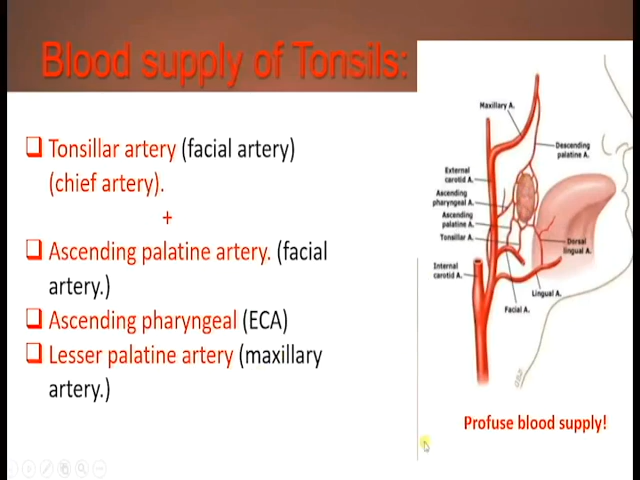 Blood supply of Tonsils:
Tonsillar artery (facial artery)
(chief artery).
+
Ascending palatine artery. (facial
artery.)
Ascending pharyngeal (ECA)
Lesser palatine artery (maxillary
artery.)
Maxillary A.
Descending
palatine A.
External
carotid A.
Ascending
pharyngeal A.
Ascending
palatine A.
Tonsillar A.
Dorsal
lingual A.
Internal
carotid A.
Lingual A.
Facial A.
Profuse blood supply!